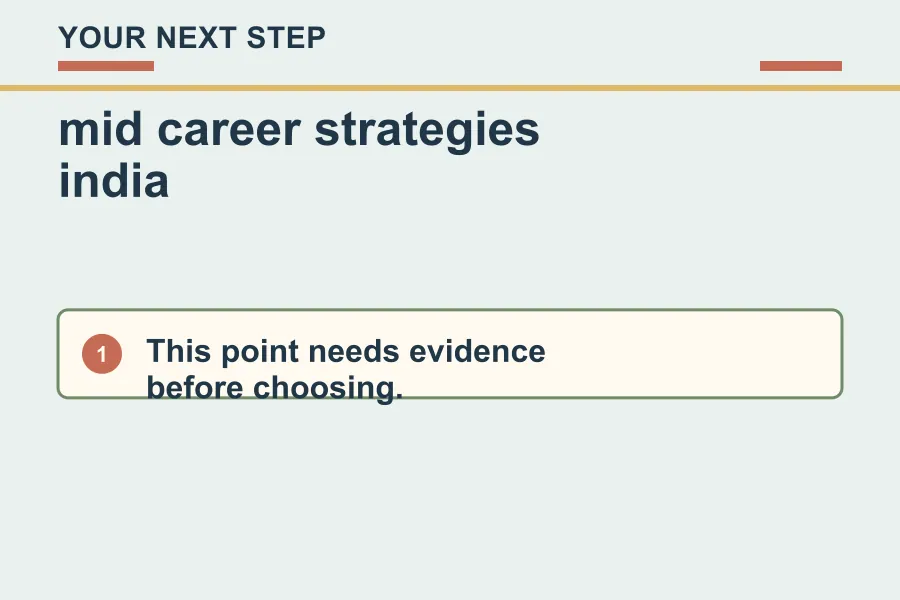 YOUR NEXT STEP
mid career strategies
india
1
This point needs evidence
before choosing.